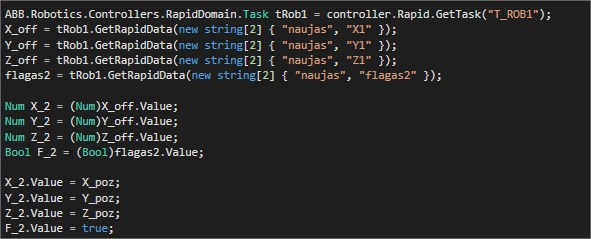 ABB.Robotics.Controllers.RapidDomain.Task tRob1 = controller.Rapid.GetTask("T_ROB1");
X_off = tRob1.GetRapidData(new string[2] { "naujas", "X1" });
Y_off = tRob1.GetRapidData(new string[2] { "naujas", "Y1" });
Z_off = tRob1.GetRapidData(new string[2] { "naujas", "Z1" });
flagas2 = tRob1.GetRapidData(new string[2] { "naujas", "flagas2" });
Num X_2 = (Num)X_off.Value;
Num Y_2 = (Num)Y_off.Value;
Num Z_2 = (Num)Z_off.Value;
Bool F_2 = (Bool)flagas2.Value;
X_2.Value = X_poz;
Y_2.Value = Y_poz;
Z_2.Value = Z_poz;
F_2.Value = true;